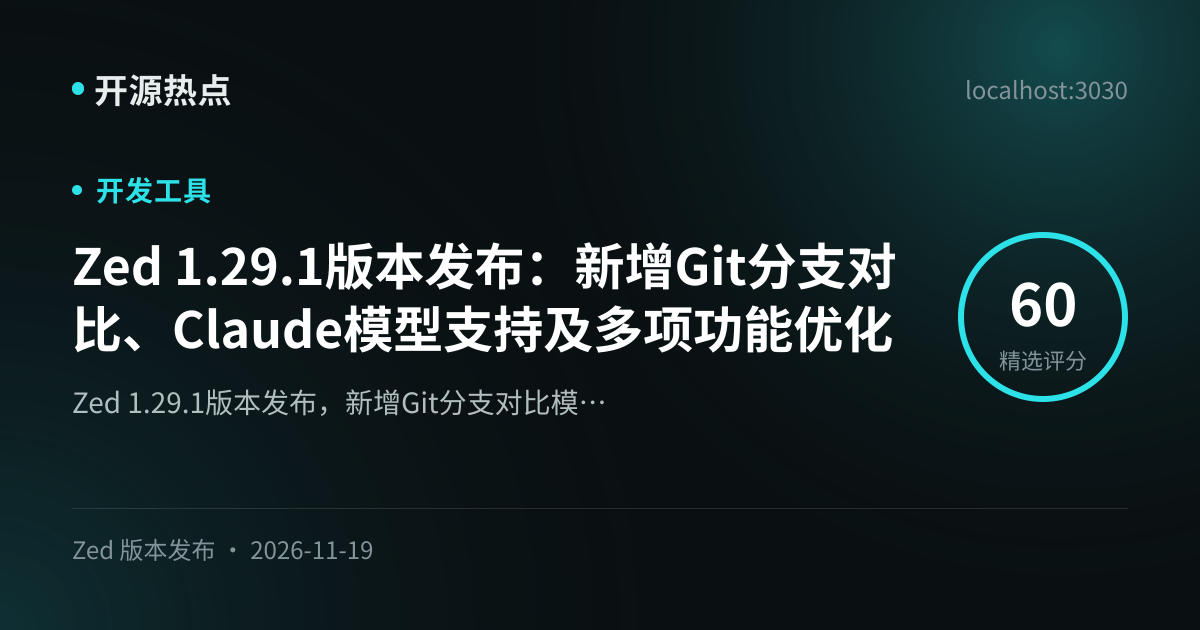 开源热点
localhost:3030
开发工具
Zed 1.29.1版本发布：新增Git分支对
比、Claude模型支持及多项功能优化
60
精选评分
Zed 1.29.1版本发布，新增Git分支对比模…
Zed 版本发布 · 2026-11-19